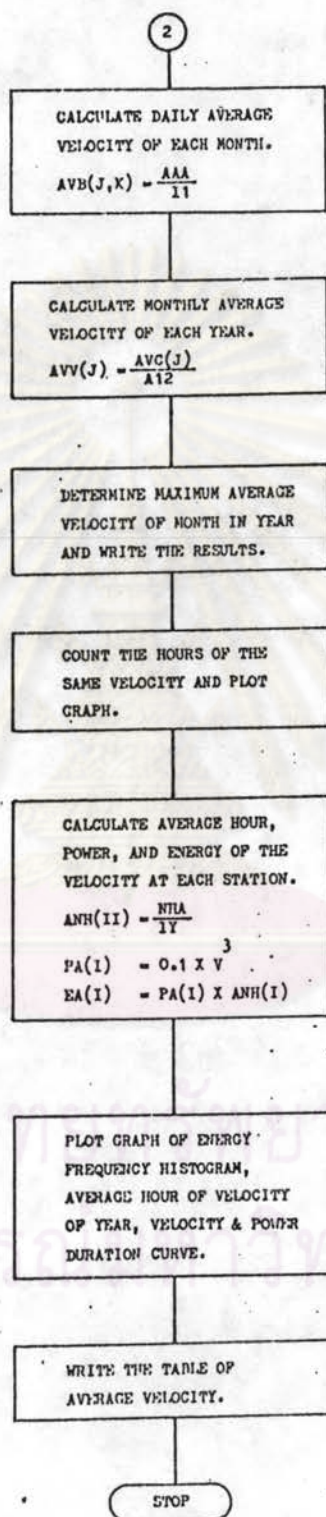 2
CALCULATE DAILY AVERAGE
VELOCITY OF EACH MONTH.
AVB(J,K) = AAA
11
CALCULATE MONTHLY AVERAGE
VELOCITY OF EACH YEAR.
AVV(J) = AVC(J)
A12
DETERMINE MAXIMUM AVERAGE
VELOCITY OF MONTH IN YEAR
AND WRITE THE RESULTS.
COUNT THE HOURS OF THE
SAME VELOCITY AND PLOT
GRAPH.
CALCULATE AVERAGE HOUR,
POWER, AND ENERGY OF THE
VELOCITY AT EACH STATION.
ANH(II) = NHA
IY
PA(I) = 0.1 X V3
EA(I) = PA(I) X ANH(I)
PLOT GRAPH OF ENERGY
FREQUENCY HISTOGRAM,
AVERAGE HOUR OF VELOCITY
OF YEAR, VELOCITY & POWER
DURATION CURVE.
WRITE THE TABLE OF
AVERAGE VELOCITY.
STOP